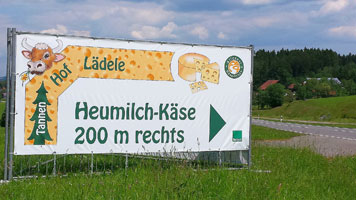 Tannen
Hof Lädele
Heumilch-Käse
200 m rechts